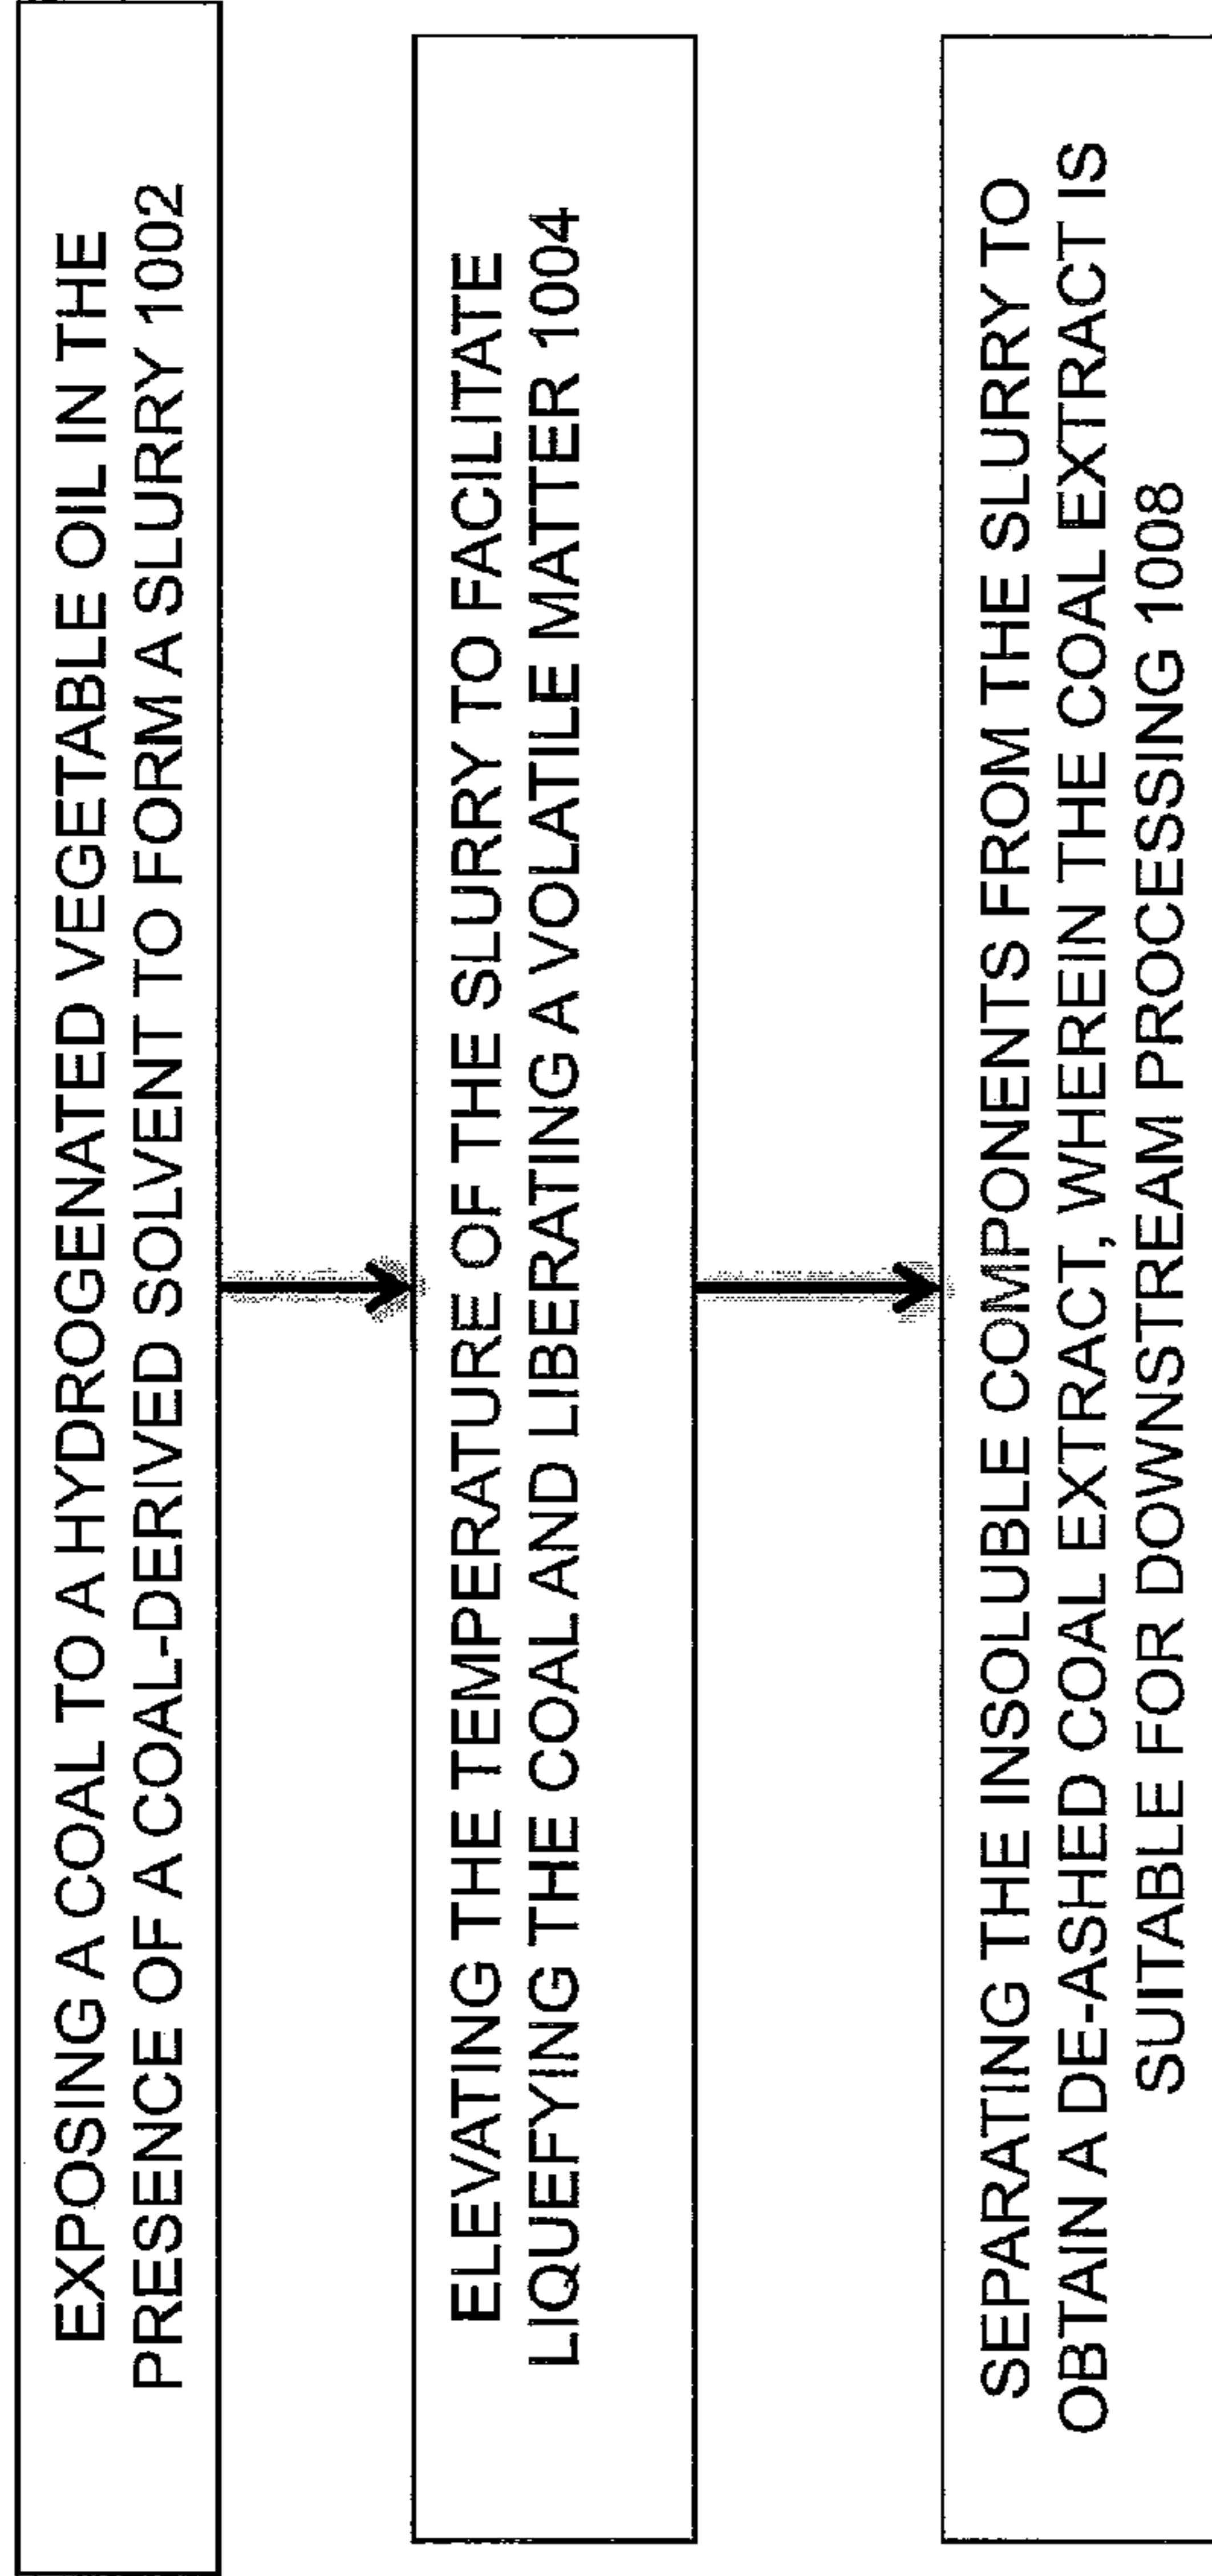 EXPOSING A COAL TO A HYDROGENATED VEGETABLE OIL IN THE
PRESENCE OF A COAL-DERIVED SOLVENT TO FORM A SLURRY 1002
ELEVATING THE TEMPERATURE OF THE SLURRY TO FACILITATE
LIQUEFYING THE COAL AND LIBERATING A VOLATILE MATTER 1004
SEPARATING THE INSOLUBLE COMPONENTS FROM THE SLURRY TO
OBTAIN A DE-ASHED COAL EXTRACT, WHEREIN THE COAL EXTRACT IS
SUITABLE FOR DOWNSTREAM PROCESSING 1008